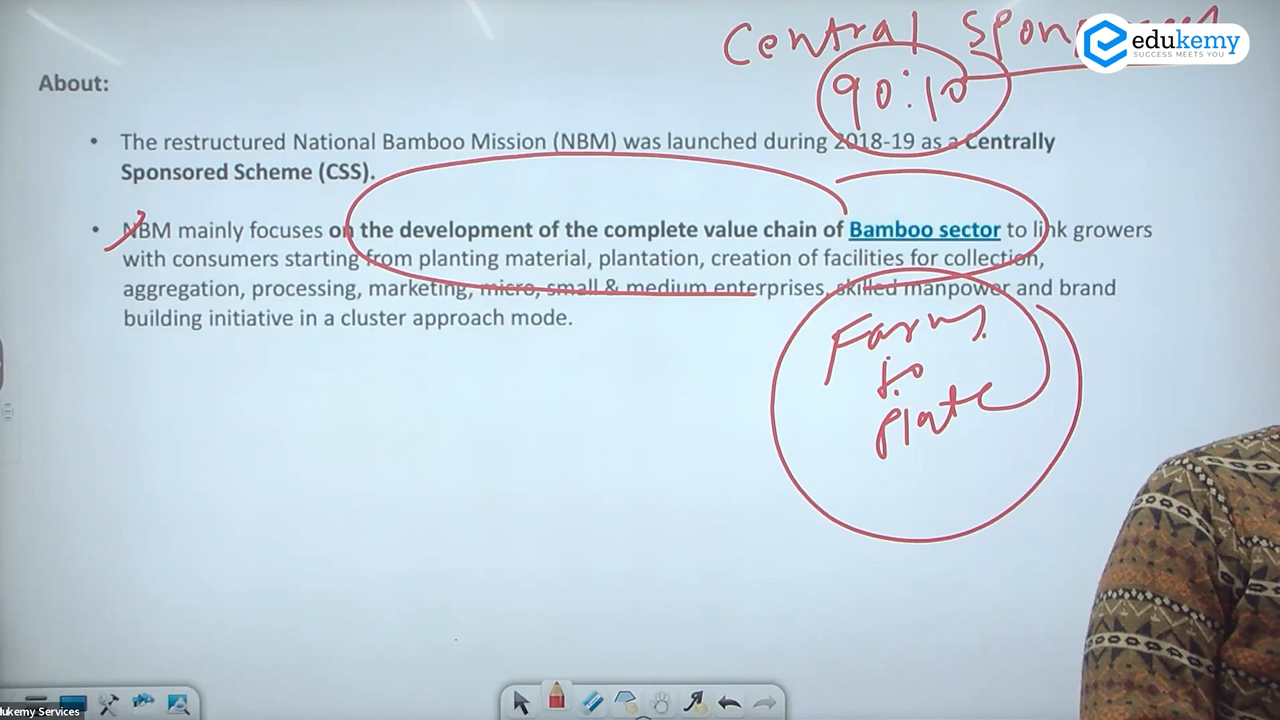 Central
edukemy
SUCCESS MEETS YOU
90:10
About:
• The restructured National Bamboo Mission (NBM) was launched during 2018-19 as a Centrally
Sponsored Scheme (CSS).
• NBM mainly focuses on the development of the complete value chain of Bamboo sector to link growers
with consumers starting from planting material, plantation, creation of facilities for collection,
aggregation, processing, marketing, micro, small & medium enterprises, skilled manpower and brand
building initiative in a cluster approach mode.
to
Plate
dukemy Services